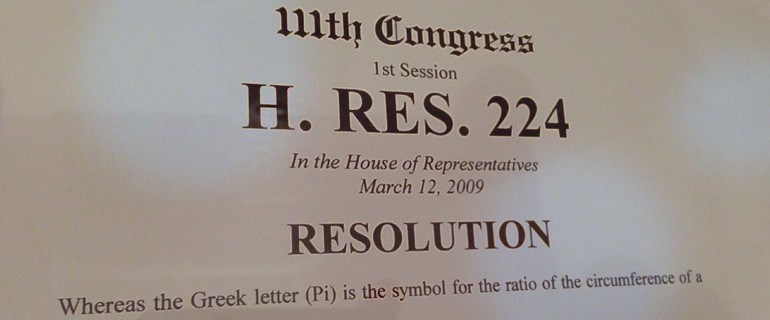 111th Congress
1st Session
H. RES. 224
In the House of Representatives
March 12, 2009
RESOLUTION
Whereas the Greek letter (Pi) is the symbol for the ratio of the circumference of a